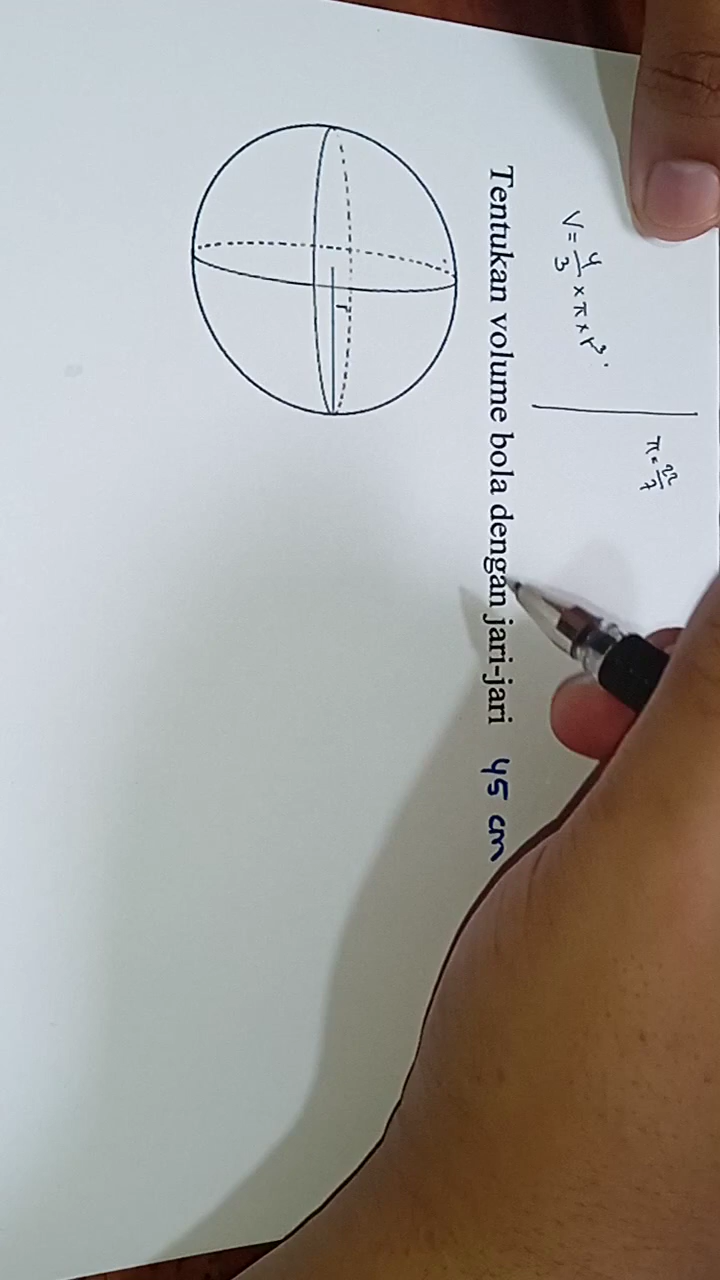 V = 4/3 × π × r³.
π = 22/7
Tentukan volume bola dengan jari-jari 45 cm
r